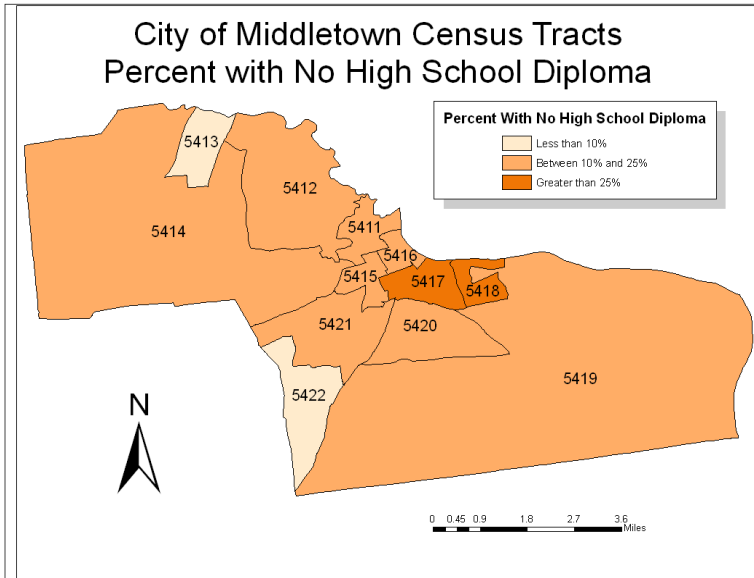 City of Middletown Census Tracts
Percent with No High School Diploma
Percent With No High School Diploma
Less than 10%
Between 10% and 25%
Greater than 25%
5413
5412
5414
5411
5416
5415
5417
5418
5421
5420
5419
5422
N
0 0.45 0.9 1.8 2.7 3.6
Miles